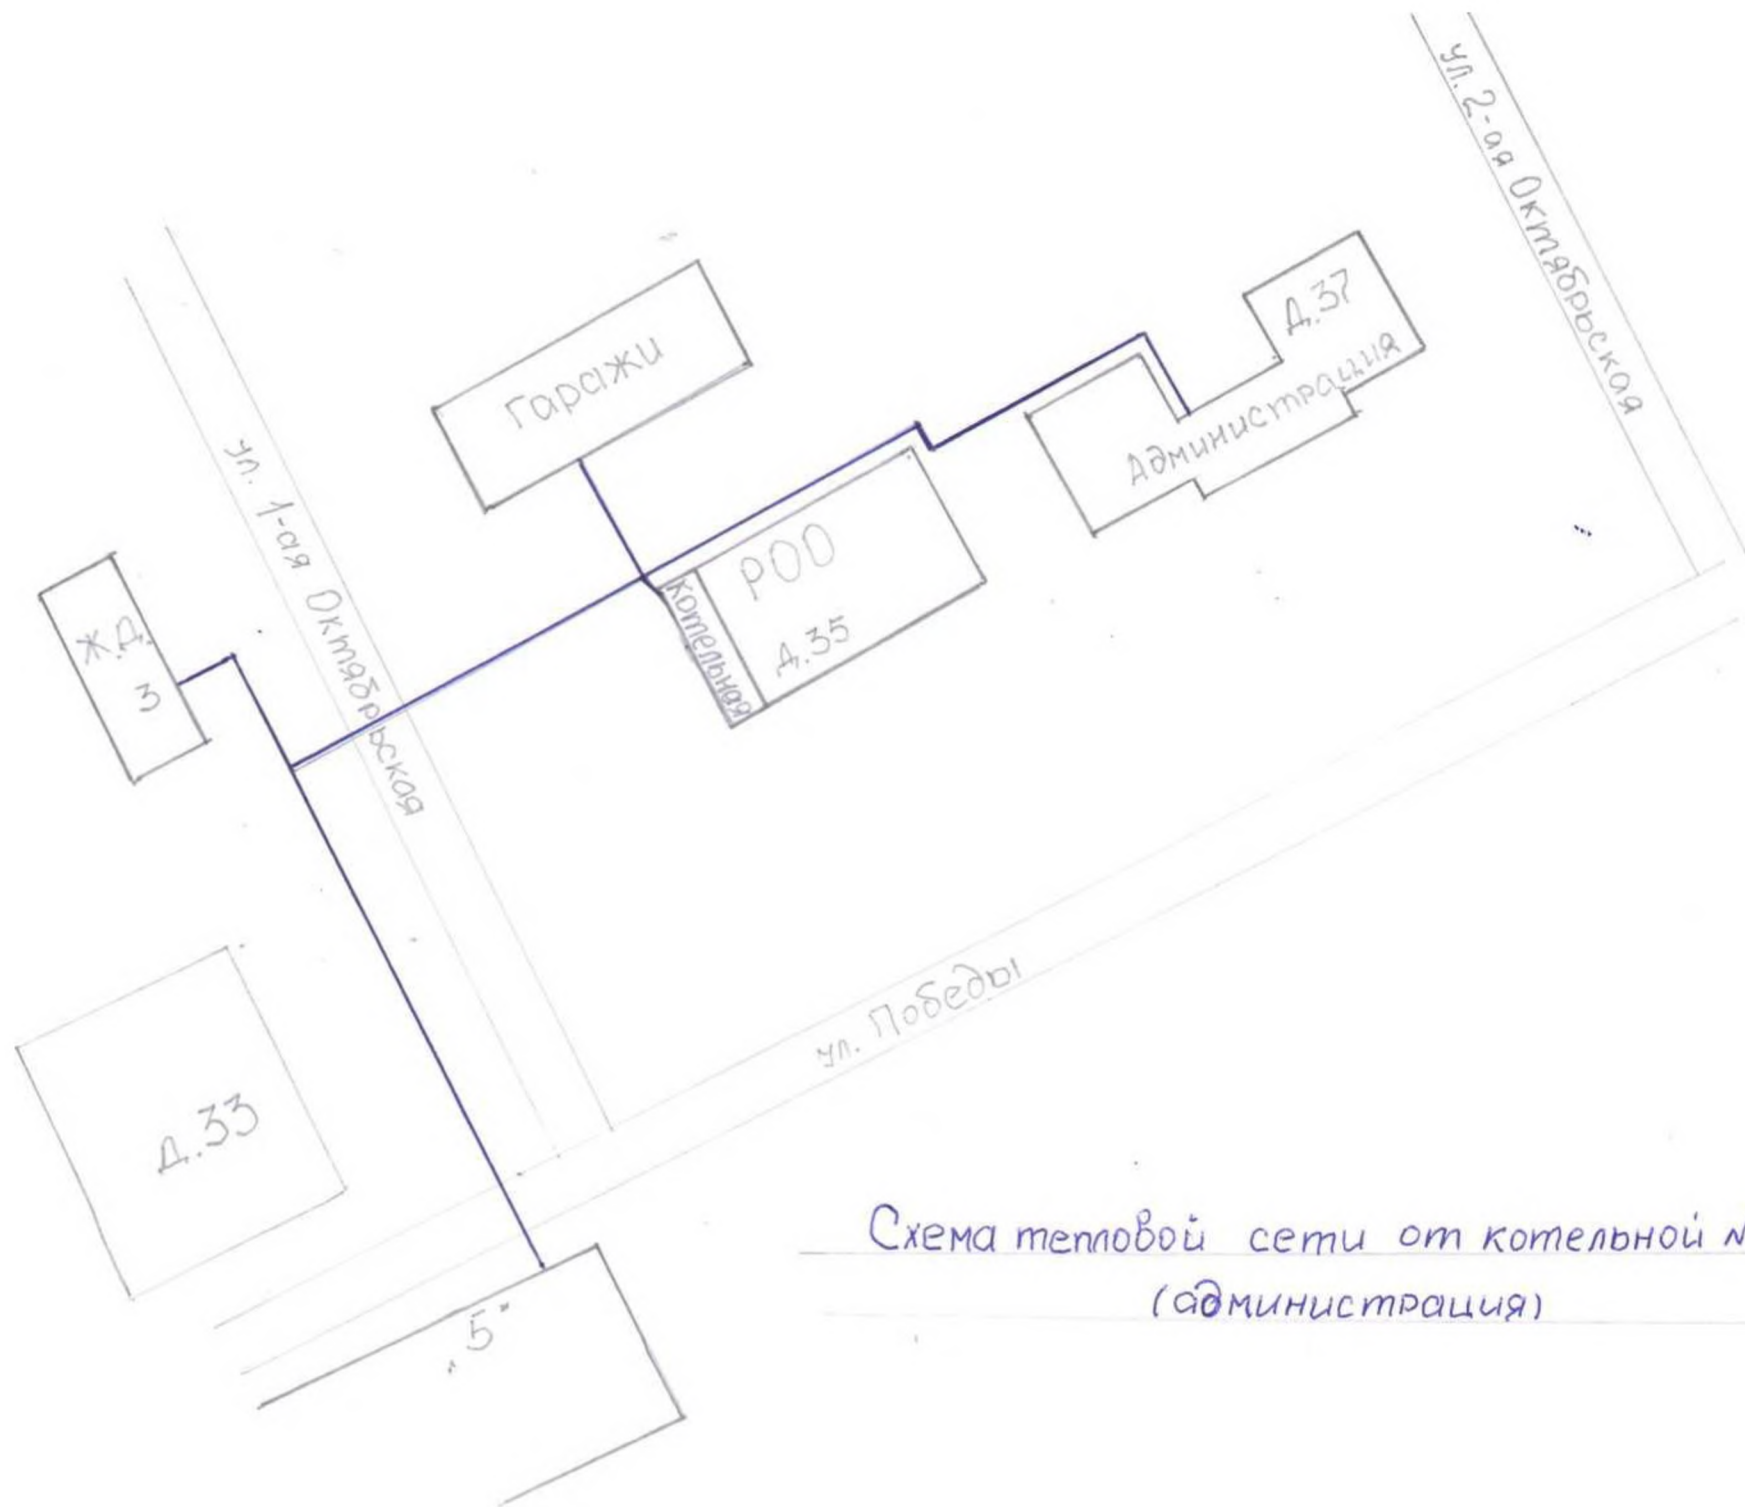 ул. 2-ая Октябрьская
Д.37
Администрация
Гаражи
ул. 1-ая Октябрьская
РОО
Д.35
котельная
Ж.Д.
3
ул. Победы
Д.33
„5"
Схема тепловой сети от котельной №
(администрация)